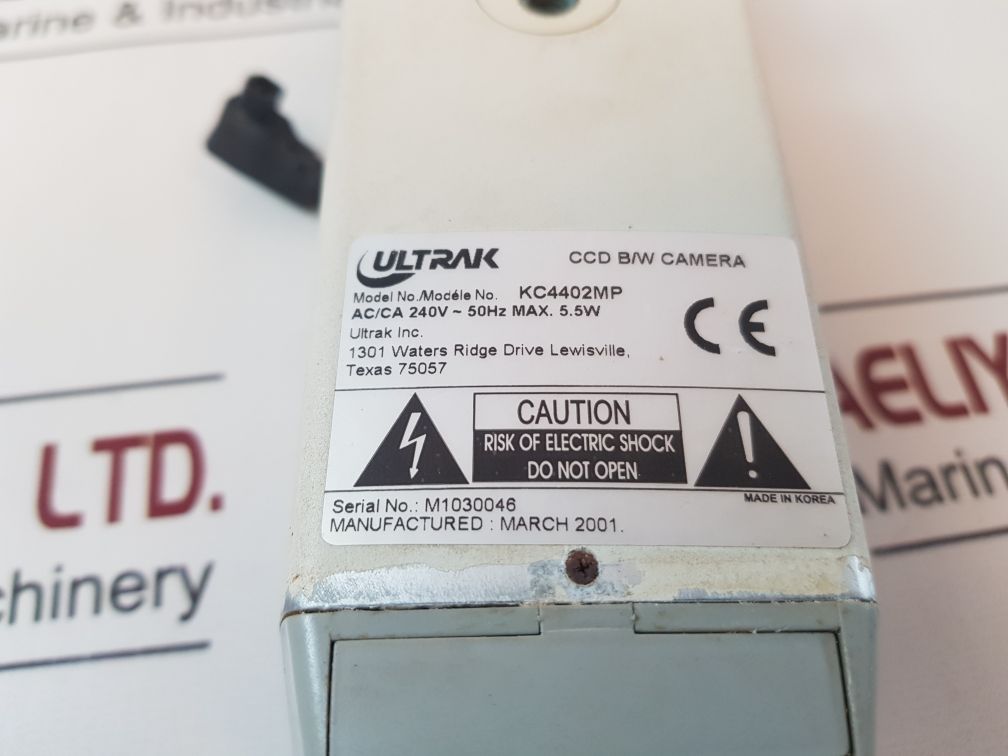 arine & Industri
ULTRAK
CCD B/W CAMERA
Model No./Modéle No. KC4402MP
AC/CA 240V ~ 50Hz MAX. 5.5W
Ultrak Inc.
1301 Waters Ridge Drive Lewisville,
Texas 75057
CE
CAUTION
RISK OF ELECTRIC SHOCK
DO NOT OPEN
MADE IN KOREA
Serial No.: M1030046
MANUFACTURED : MARCH 2001.
LTD.
chinery
AELIY
Marin